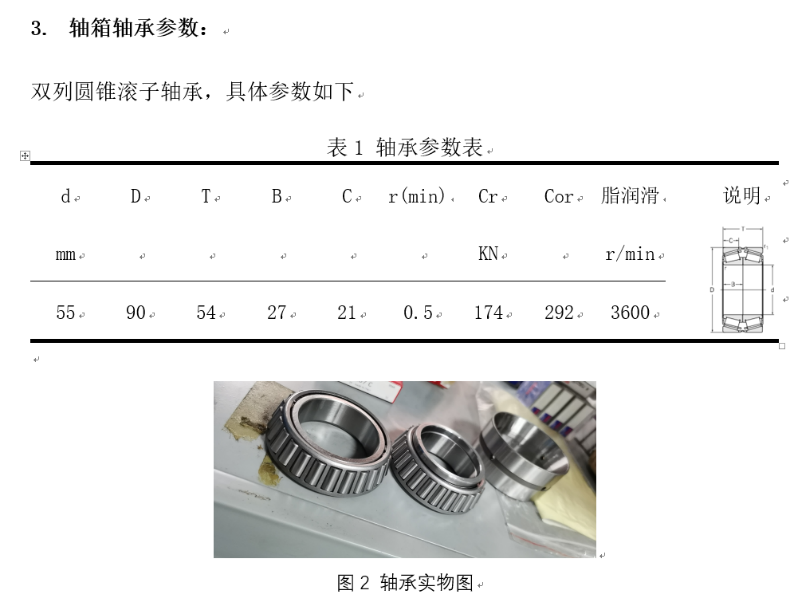 3. 轴箱轴承参数：
双列圆锥滚子轴承，具体参数如下
表 1 轴承参数表
d D T B C r(min) Cr Cor 脂润滑 说明
mm KN r/min
55 90 54 27 21 0.5 174 292 3600
T
C
D
B
d
图 2 轴承实物图